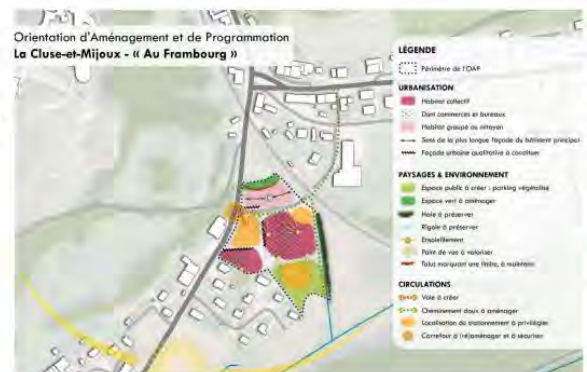 Orientation d'Aménagement et de Programmation
La Cluse-et-Mijoux - « Au Frambourg »
LÉGENDE
Périmètre de l'OAP
URBANISATION
Habitat collectif
Dont commerces et bureaux
Habitat groupé ou mitoyen
Sens de la plus longue façade du bâtiment principal
Façade urbaine qualitative à constituer
PAYSAGES & ENVIRONNEMENT
Espace public à créer : parking végétalisé
Espace vert à aménager
Haie à préserver
Rigole à préserver
Ensoleillement
Point de vue à valoriser
Talus marquant une limite, à maintenir
CIRCULATIONS
Voie à créer
Cheminement doux à aménager
Localisation du stationnement à privilégier
Carrefour à (ré)aménager et à sécuriser